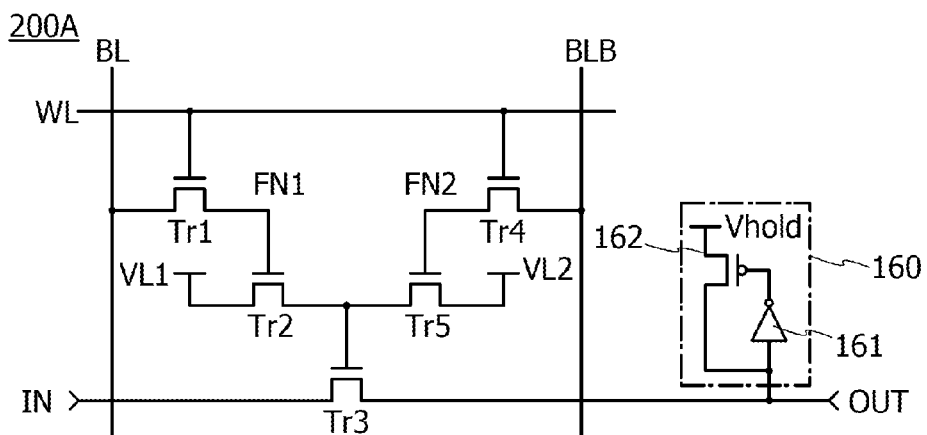 200A
BL
BLB
WL
FN1
FN2
Vhold
162
Tr1
Tr4
VL1
VL2
160
Tr2
Tr5
161
IN
Tr3
OUT